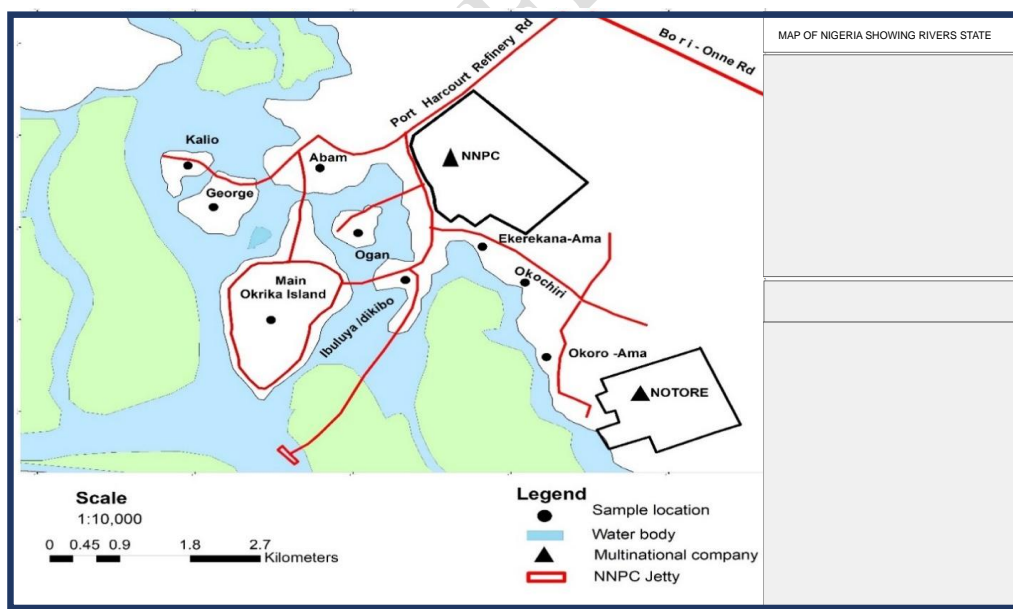 MAP OF NIGERIA SHOWING RIVERS STATE
Bori-Onne Rd
Port Harcourt Refinery Rd
Kalio
Abam
NNPC
George
Ekerekana-Ama
Ogan
Main
Okrika Island
Okochiri
Ibuluya /dikibo
Okoro -Ama
NOTORE
Scale
1:10,000
0 0.45 0.9 1.8 2.7
Kilometers
Legend
Sample location
Water body
Multinational company
NNPC Jetty